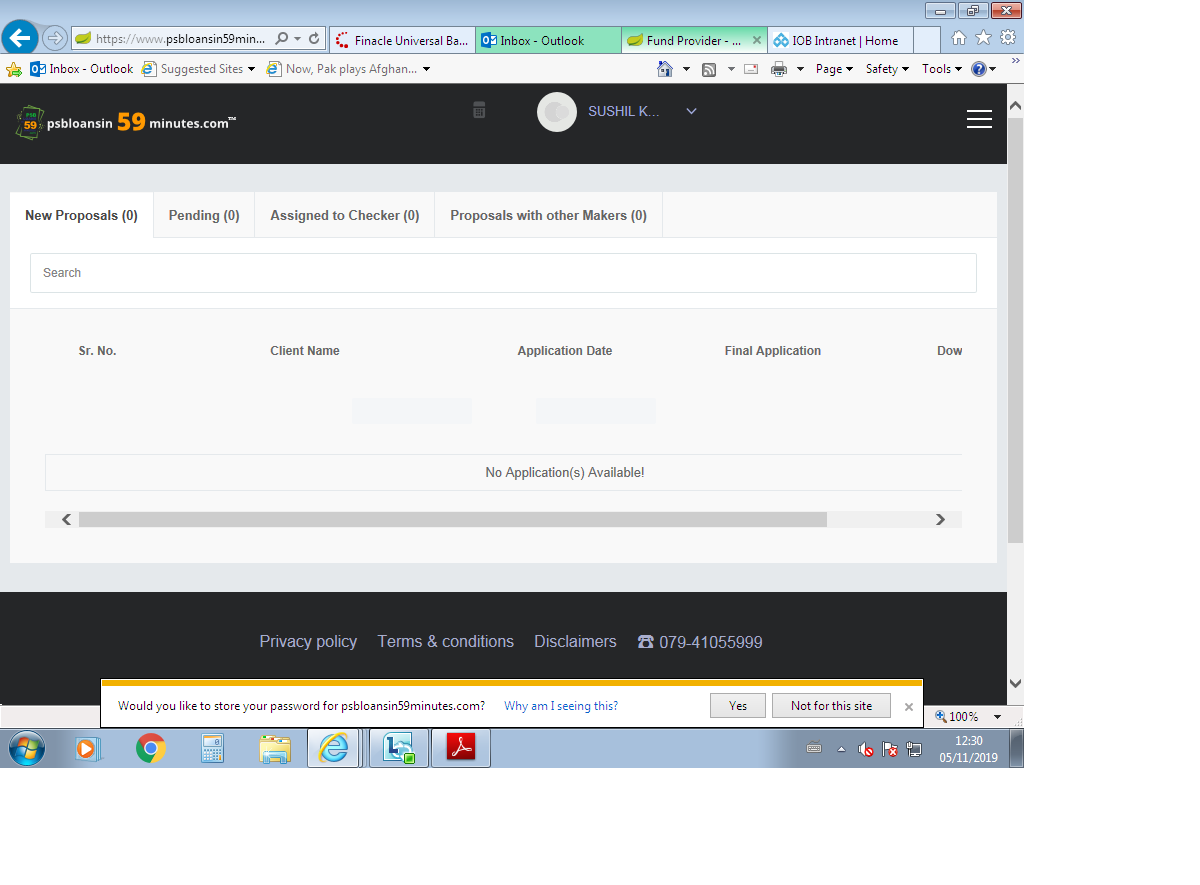 https://www.psbloansin59min...
Finacle Universal Ba...
Inbox - Outlook
Fund Provider - ...
IOB Intranet | Home
Inbox - Outlook
Suggested Sites
Now, Pak plays Afghan...
Page
Safety
Tools
PSB
59
psbloansin 59 minutes.com™
SUSHIL K...
New Proposals (0)
Pending (0)
Assigned to Checker (0)
Proposals with other Makers (0)
Search
Sr. No.
Client Name
Application Date
Final Application
Dow
No Application(s) Available!
Privacy policy
Terms & conditions
Disclaimers
079-41055999
Would you like to store your password for psbloansin59minutes.com?
Why am I seeing this?
Yes
Not for this site
100%
12:30
05/11/2019